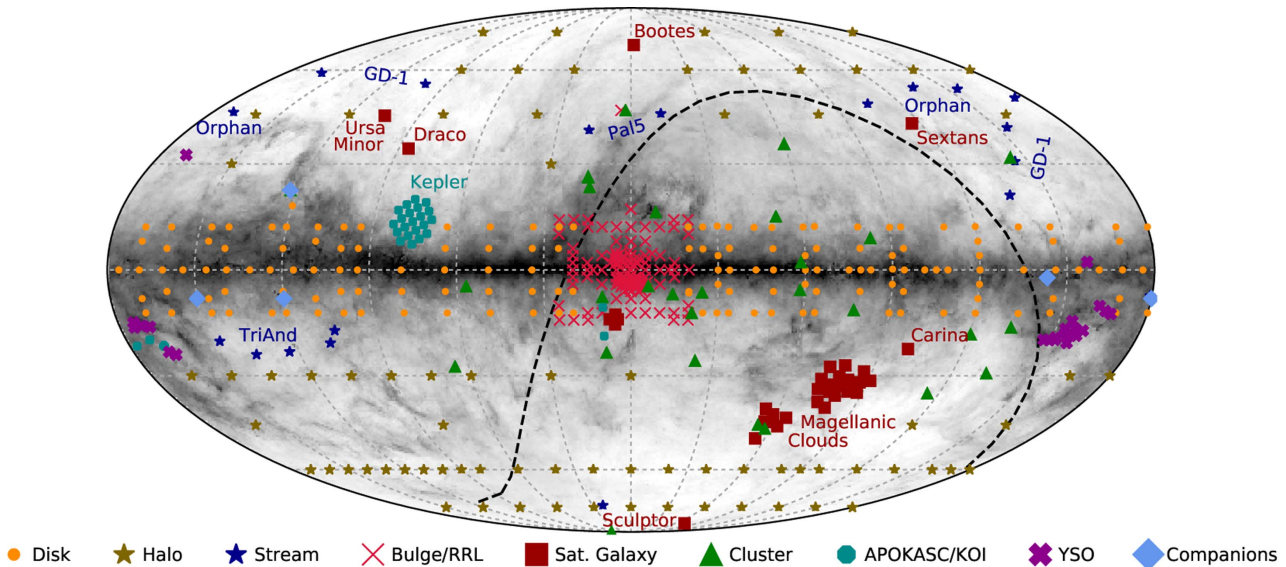 Bootes
GD-1
Orphan
Ursa
Minor
Draco
Pal5
Orphan
Sextans
GD-1
Kepler
TriAnd
Carina
Magellanic
Clouds
Sculptor
Disk Halo Stream Bulge/RRL Sat. Galaxy Cluster APOKASC/KOI YSO Companions